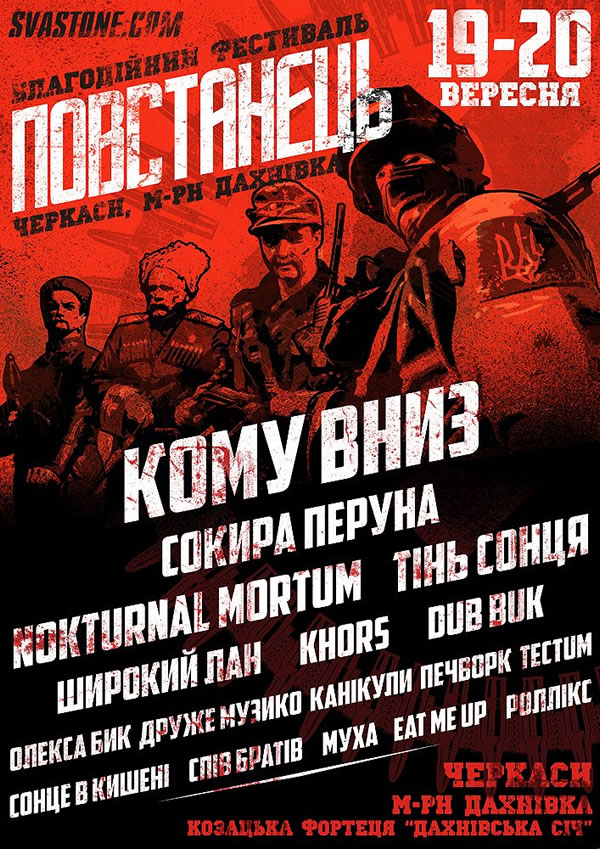 SVASTONE.COM
БЛАГОДІЙНИЙ ФЕСТИВАЛЬ
ПОВСТАНЕЦЬ
ЧЕРКАСИ, М-РН ДАХНІВКА
19-20
ВЕРЕСНЯ
КОМУ ВНИЗ
СОКИРА ПЕРУНА
NOKTURNAL MORTUM ТІНЬ СОНЦЯ
ШИРОКИЙ ЛАН KHORS DUB BUK
ОЛЕКСА БИК ДРУЖЕ МУЗИКО КАНІКУЛИ ПЕЧВОРК ТЕСТUМ
СОНЦЕ В КИШЕНІ СПІВ БРАТІВ МУХА EAT ME UP РОЛЛІКС
ЧЕРКАСИ
М-РН ДАХНІВКА
КОЗАЦЬКА ФОРТЕЦЯ "ДАХНІВСЬКА СІЧ"